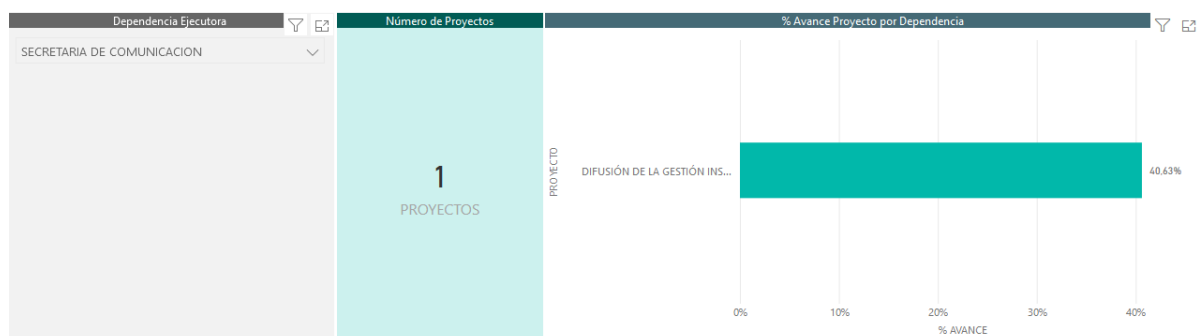 Dependencia Ejecutora
SECRETARIA DE COMUNICACION
Número de Proyectos
1
PROYECTOS
% Avance Proyecto por Dependencia
PROYECTO
DIFUSIÓN DE LA GESTIÓN INS...
40.63%
0%
10%
20%
30%
40%
% AVANCE